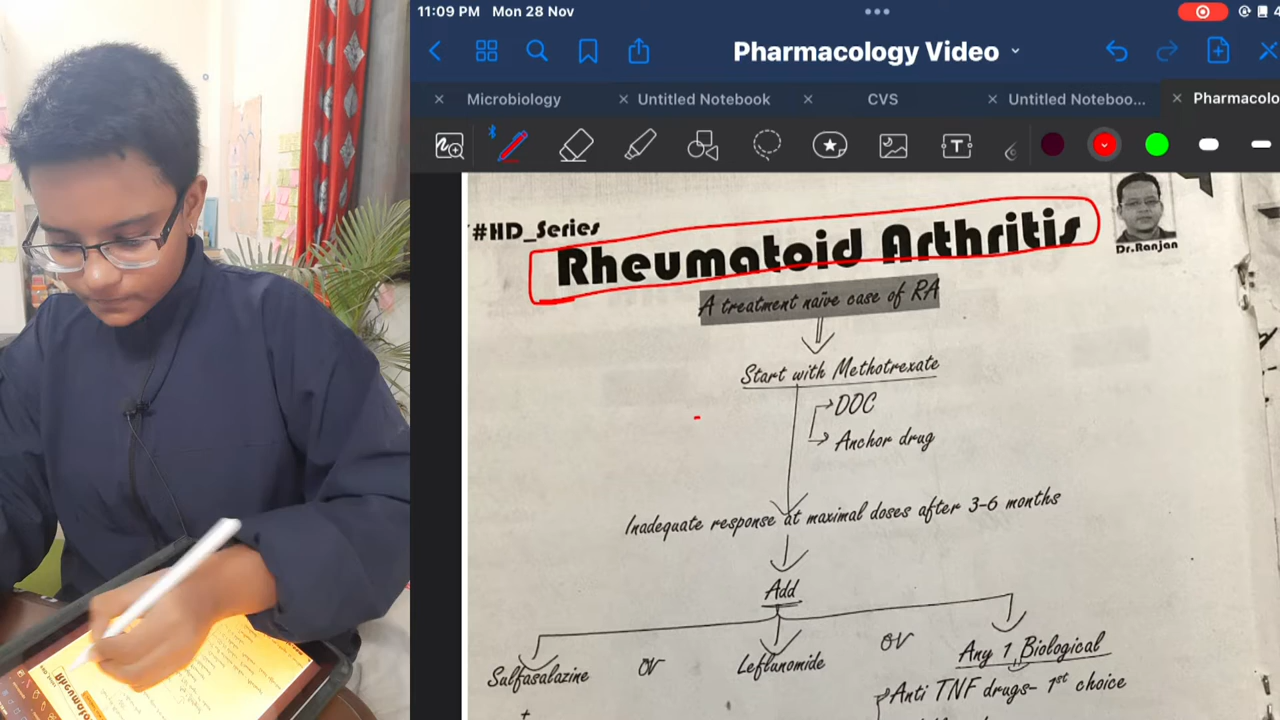 11:09 PM Mon 28 Nov
Pharmacology Video
Microbiology
Untitled Notebook
CVS
Untitled Noteboo...
Pharmacolo
#HD_Series
Rheumatoid Arthritis
Dr.Ranjan
A treatment naive case of RA
Start with Methotrexate
DOC
Anchor drug
Inadequate response at maximal doses after 3-6 months
Add
Sulfasalazine or Leflunomide or Any 1 Biological
Anti TNF drugs- 1st choice